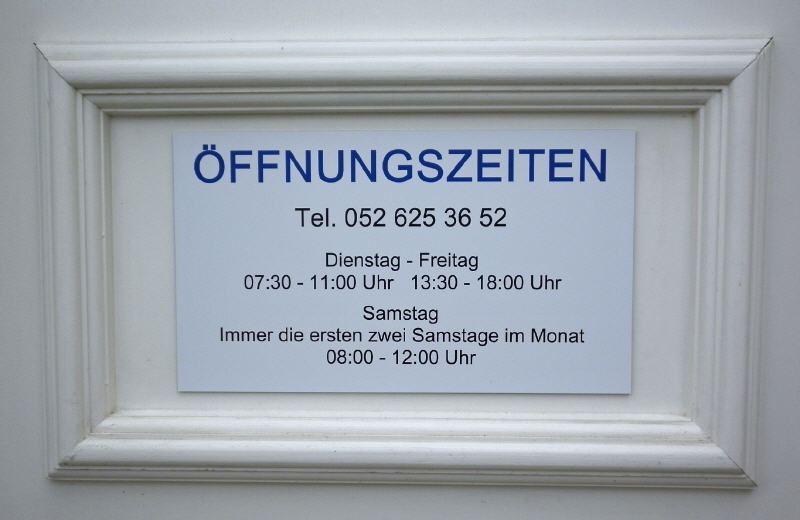 ÖFFNUNGSZEITEN
Tel. 052 625 36 52
Dienstag - Freitag
07:30 - 11:00 Uhr 13:30 - 18:00 Uhr
Samstag
Immer die ersten zwei Samstage im Monat
08:00 - 12:00 Uhr